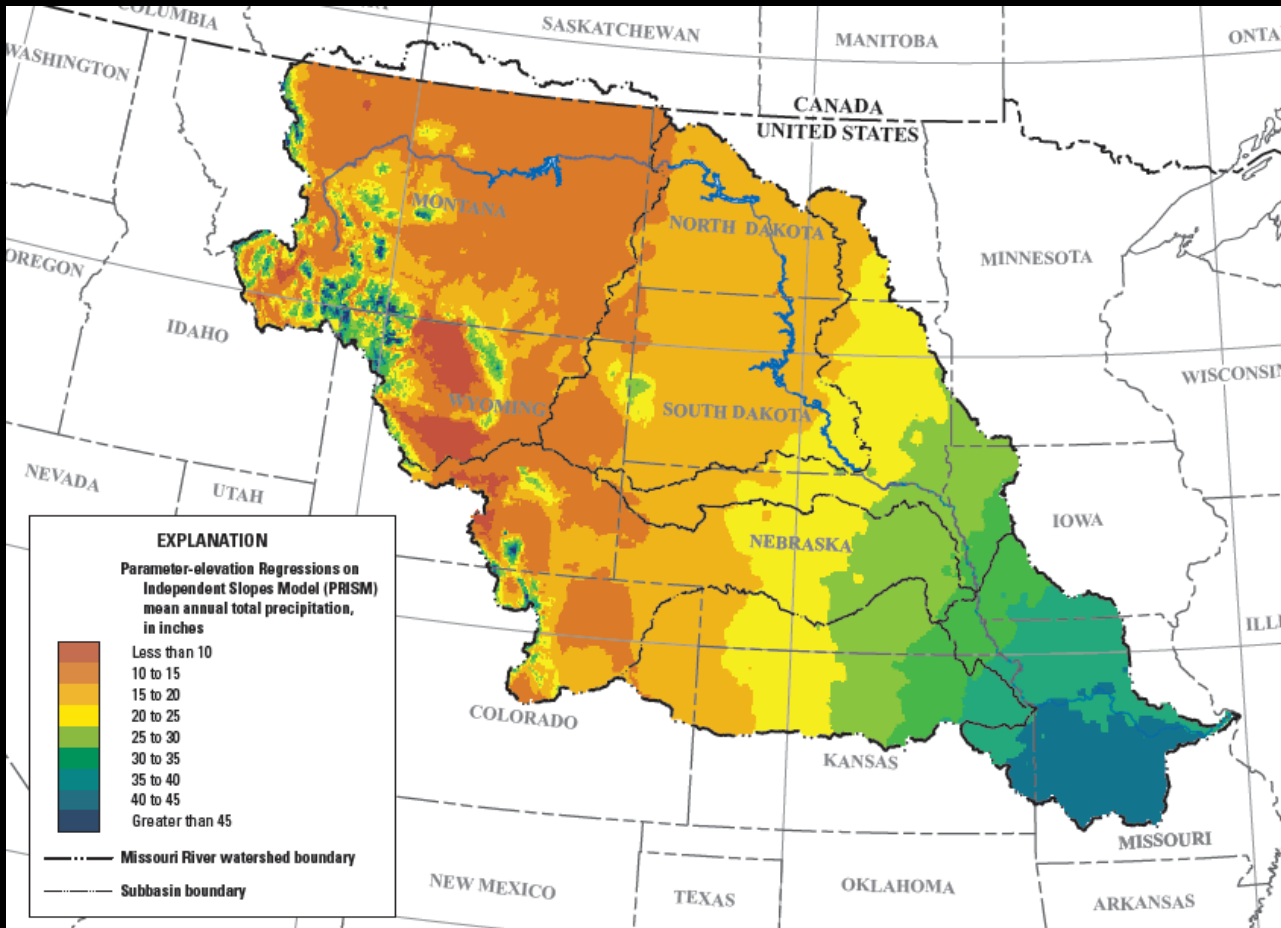 COLUMBIA
SASKATCHEWAN
MANITOBA
ONTA
WASHINGTON
CANADA
UNITED STATES
MONTANA
NORTH DAKOTA
MINNESOTA
OREGON
IDAHO
WISCONSIN
WYOMING
SOUTH DAKOTA
NEVADA
UTAH
IOWA
NEBRASKA
ILLI
COLORADO
KANSAS
MISSOURI
NEW MEXICO
TEXAS
OKLAHOMA
ARKANSAS
EXPLANATION
Parameter-elevation Regressions on
Independent Slopes Model (PRISM)
mean annual total precipitation,
in inches
Less than 10
10 to 15
15 to 20
20 to 25
25 to 30
30 to 35
35 to 40
40 to 45
Greater than 45
Missouri River watershed boundary
Subbasin boundary